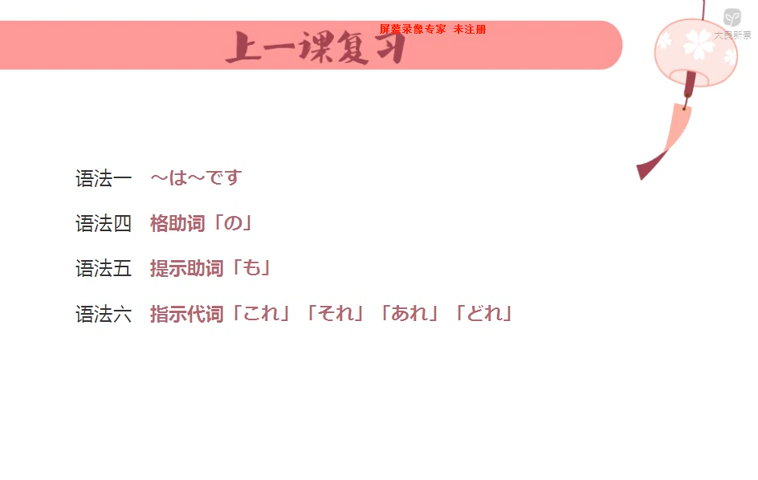 上一课复习
屏幕录像专家 未注册
大良新景
语法一 ～は～です
语法四 格助词「の」
语法五 提示助词「も」
语法六 指示代词「これ」「それ」「あれ」「どれ」